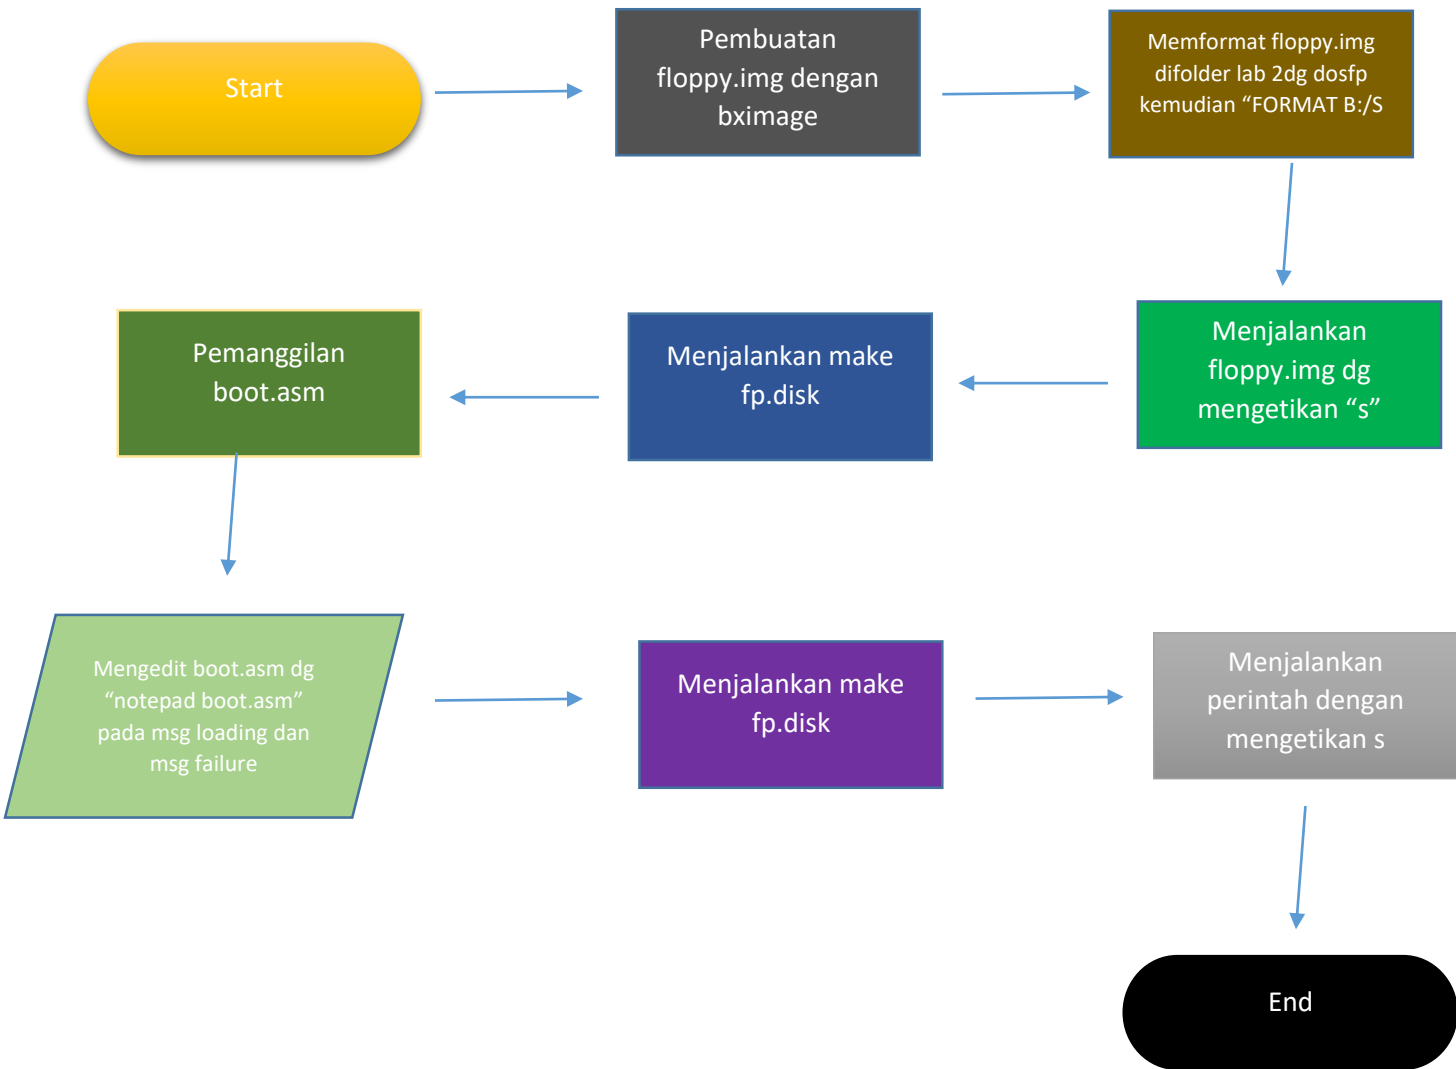 Start
Pembuatan
floppy.img dengan
bximage
Memformat floppy.img
difolder lab 2dg dosfp
kemudian “FORMAT B:/S
Menjalankan
floppy.img dg
mengetikan “s”
Menjalankan make
fp.disk
Pemanggilan
boot.asm
Mengedit boot.asm dg
“notepad boot.asm”
pada msg loading dan
msg failure
Menjalankan make
fp.disk
Menjalankan
perintah dengan
mengetikan s
End